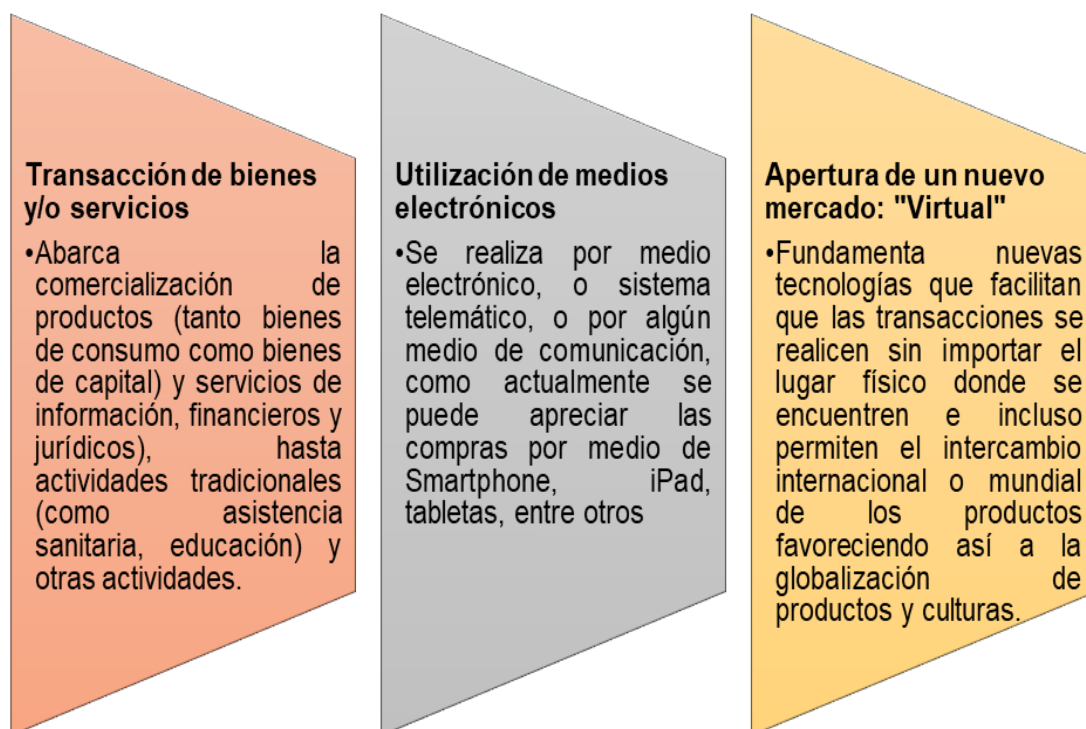 Transacción de bienes
y/o servicios
•Abarca la
comercialización de
productos (tanto bienes
de consumo como bienes
de capital) y servicios de
información, financieros y
jurídicos), hasta
actividades tradicionales
(como asistencia
sanitaria, educación) y
otras actividades.
Utilización de medios
electrónicos
•Se realiza por medio
electrónico, o sistema
telemático, o por algún
medio de comunicación,
como actualmente se
puede apreciar las
compras por medio de
Smartphone, iPad,
tabletas, entre otros
Apertura de un nuevo
mercado: "Virtual"
•Fundamenta nuevas
tecnologías que facilitan
que las transacciones se
realicen sin importar el
lugar físico donde se
encuentren e incluso
permiten el intercambio
internacional o mundial
de los productos
favoreciendo así a la
globalización de
productos y culturas.